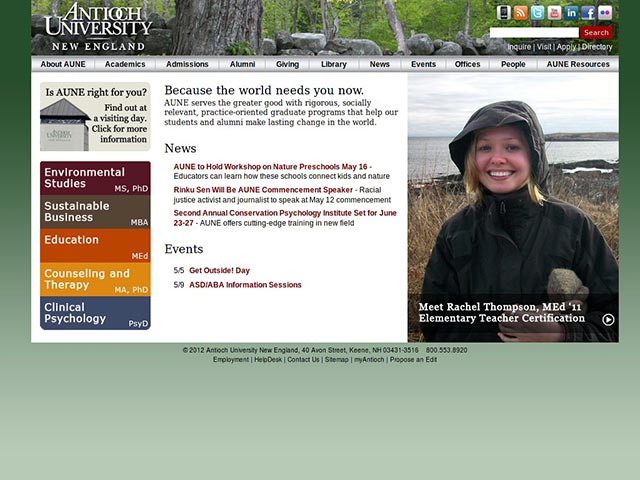 ANTIOCH
UNIVERSITY
NEW ENGLAND
Search
Inquire | Visit | Apply | Directory
About AUNE Academics Admissions Alumni Giving Library News Events Offices People AUNE Resources
Is AUNE right for you?
Find out at
a visiting day.
Click for more
information
Environmental
Studies
MS, PhD
Sustainable
Business
MBA
Education
MEd
Counseling and
Therapy
MA, PhD
Clinical
Psychology
PsyD
Because the world needs you now.
AUNE serves the greater good with rigorous, socially
relevant, practice-oriented graduate programs that help our
students and alumni make lasting change in the world.
News
AUNE to Hold Workshop on Nature Preschools May 16 -
Educators can learn how these schools connect kids and nature
Rinku Sen Will Be AUNE Commencement Speaker - Racial
justice activist and journalist to speak at May 12 commencement
Second Annual Conservation Psychology Institute Set for June
23-27 - AUNE offers cutting-edge training in new field
Events
5/5 Get Outside! Day
5/9 ASD/ABA Information Sessions
Meet Rachel Thompson, MEd '11
Elementary Teacher Certification
© 2012 Antioch University New England, 40 Avon Street, Keene, NH 03431-3516 800.553.8920
Employment | HelpDesk | Contact Us | Sitemap | myAntioch | Propose an Edit